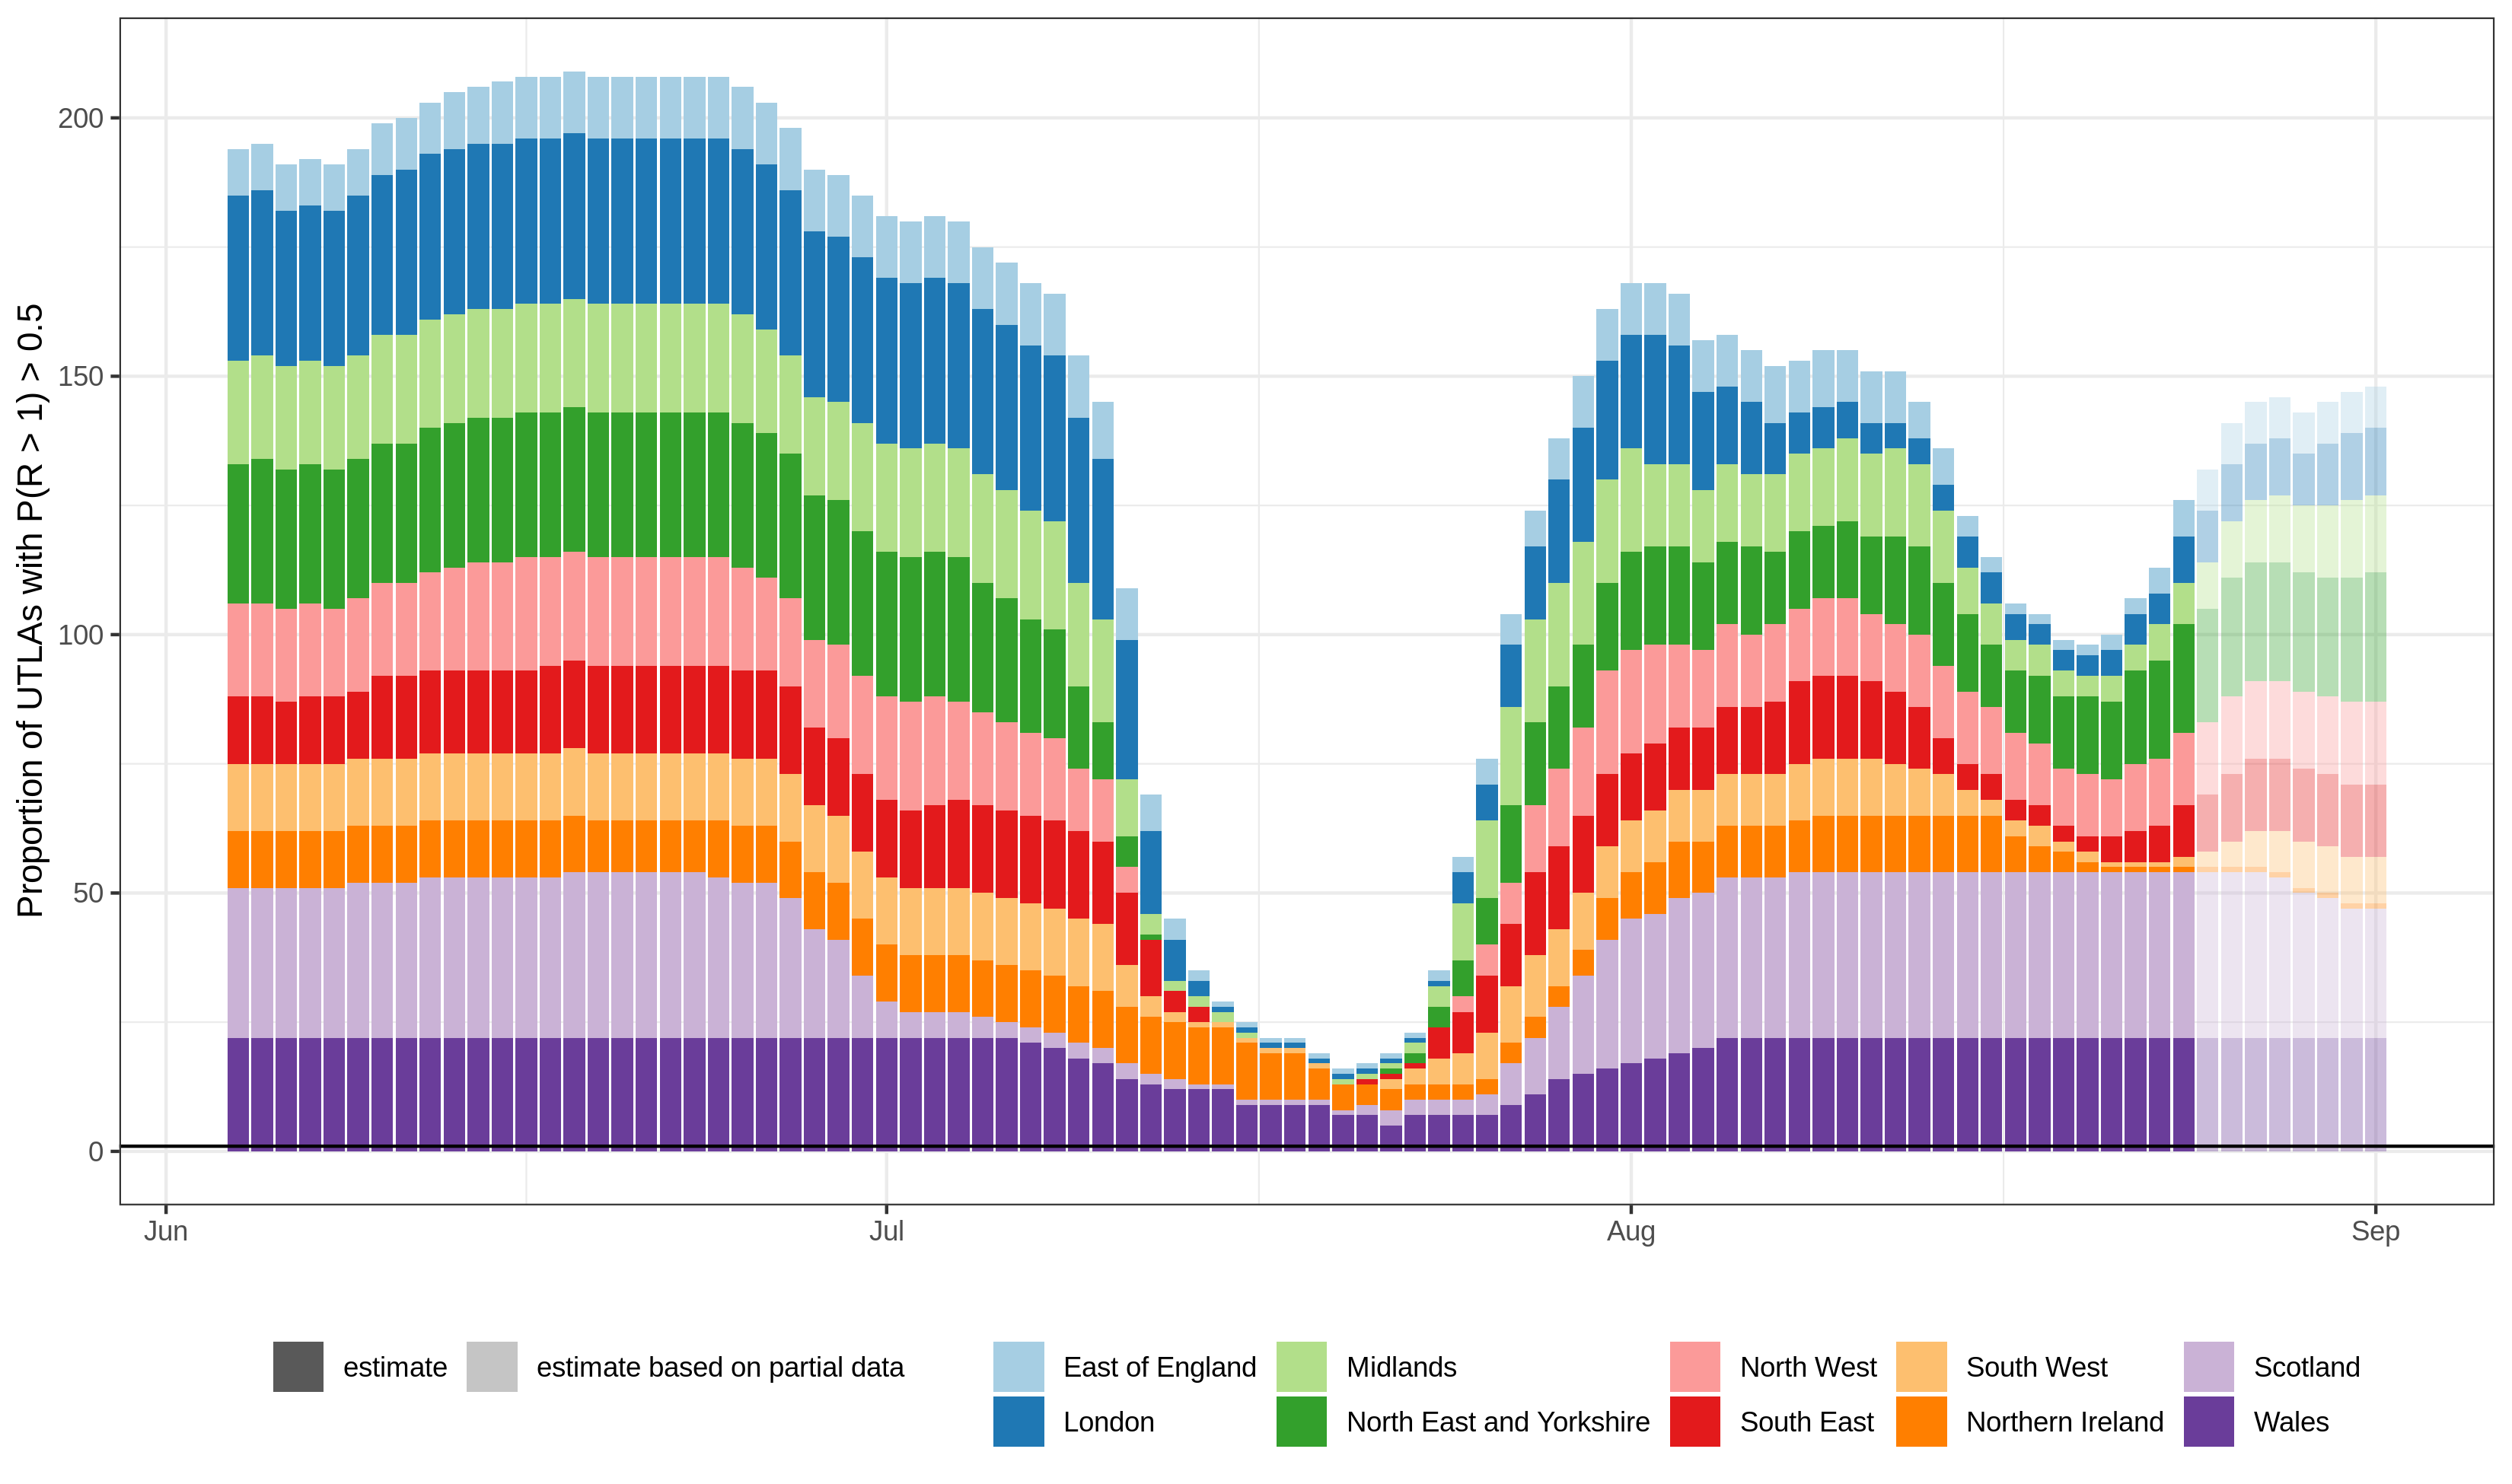 Proportion of UTLAs with P(R > 1) > 0.5
200
150
100
50
0
Jun
Jul
Aug
Sep
estimate
estimate based on partial data
East of England
Midlands
North West
South West
Scotland
London
North East and Yorkshire
South East
Northern Ireland
Wales